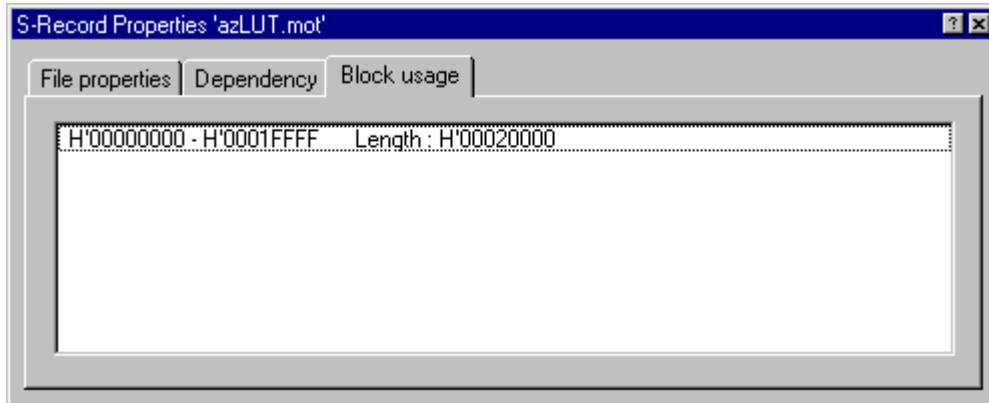 S-Record Properties 'azLUT.mot'
File properties Dependency Block usage
H'00000000 - H'0001FFFF Length : H'00020000